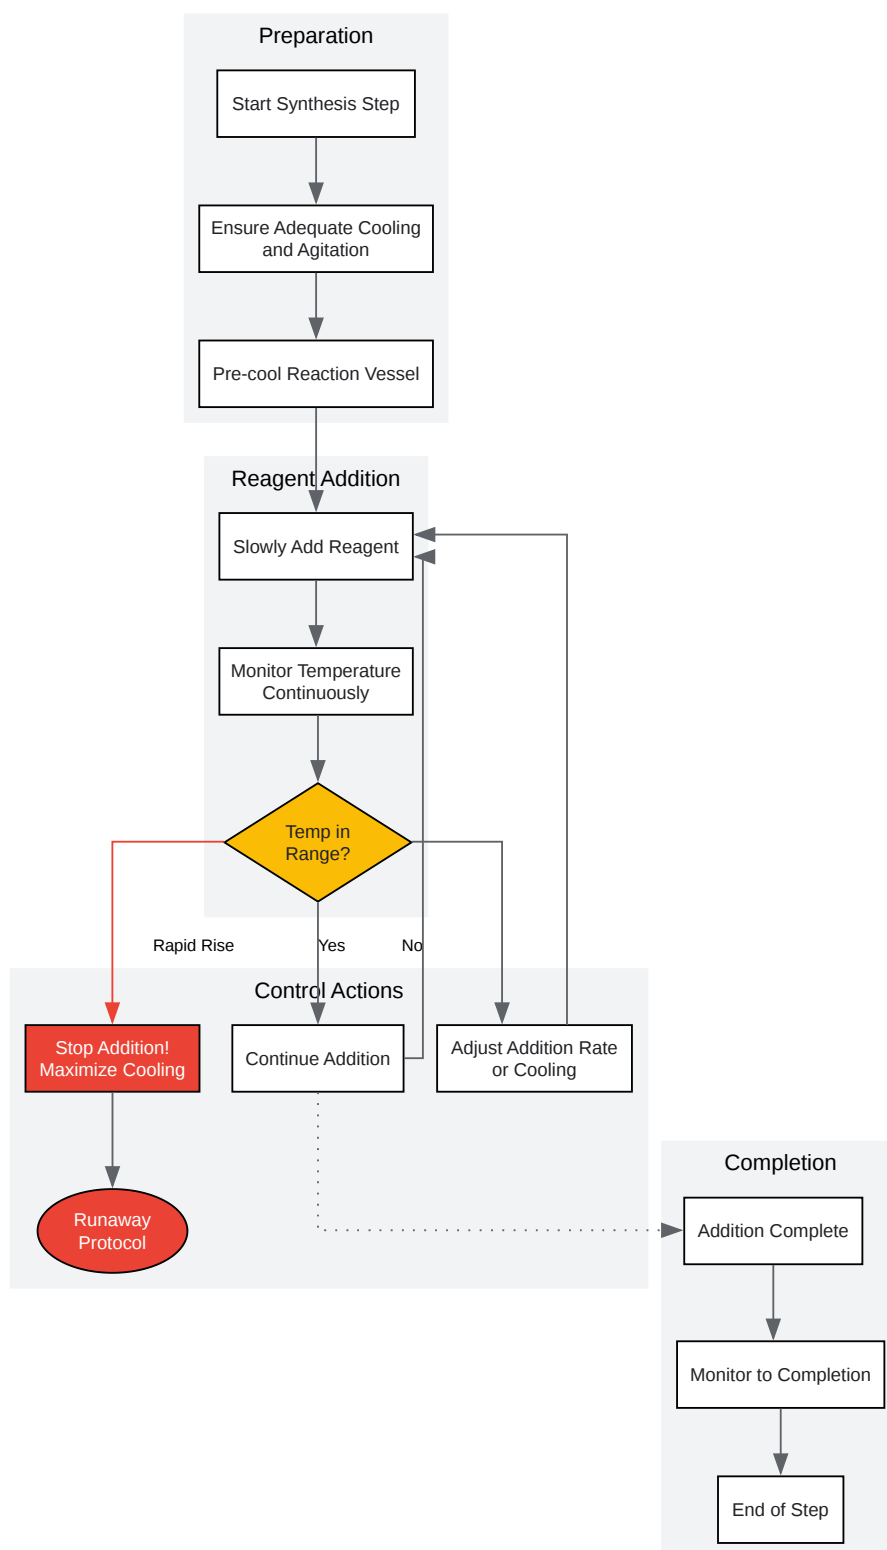 Preparation
Start Synthesis Step
Ensure Adequate Cooling
and Agitation
Pre-cool Reaction Vessel
Reagent Addition
Slowly Add Reagent
Monitor Temperature
Continuously
Temp in
Range?
Rapid Rise
Yes
No
Control Actions
Stop Addition!
Maximize Cooling
Continue Addition
Adjust Addition Rate
or Cooling
Runaway
Protocol
Completion
Addition Complete
Monitor to Completion
End of Step